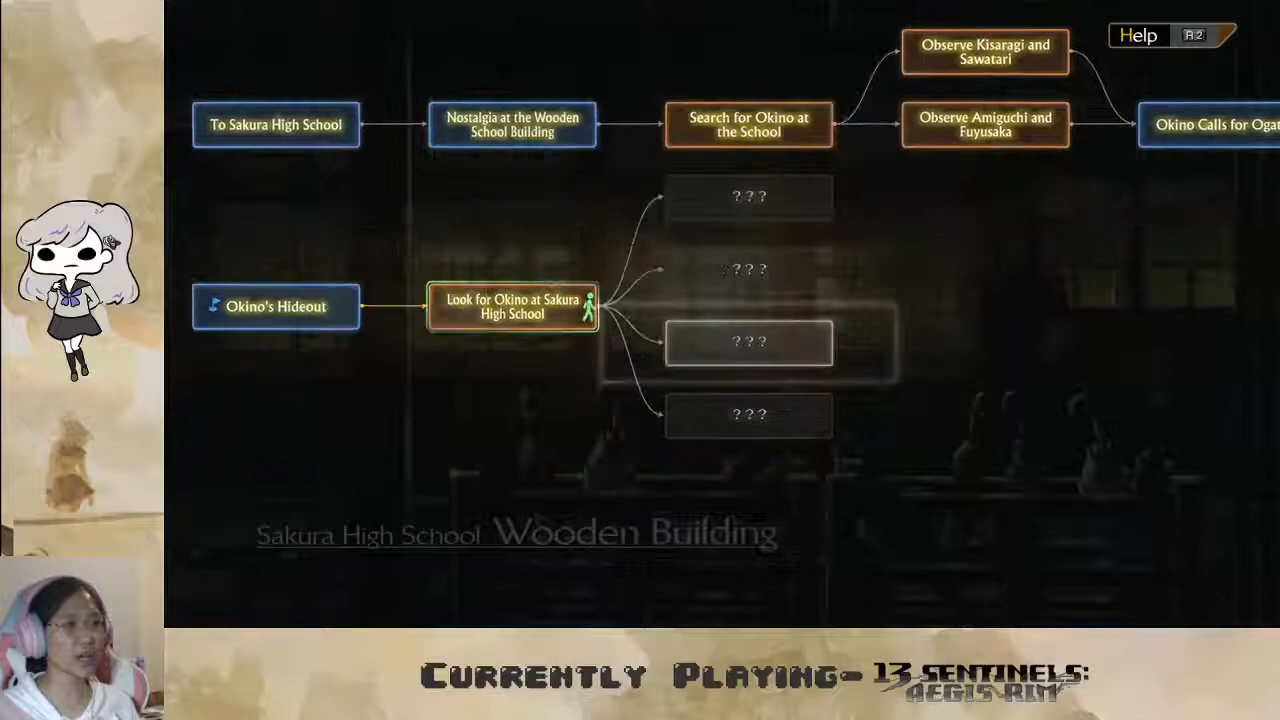 Observe Kisaragi and
Sawatari
Help R2
To Sakura High School
Nostalgia at the Wooden
School Building
Search for Okino at
the School
Observe Amiguchi and
Fuyusaka
Okino Calls for Ogat
???
???
Okino's Hideout
Look for Okino at Sakura
High School
???
???
Sakura High School Wooden Building
Currently Playing- 13 SENTINELS:
AEGIS RIM